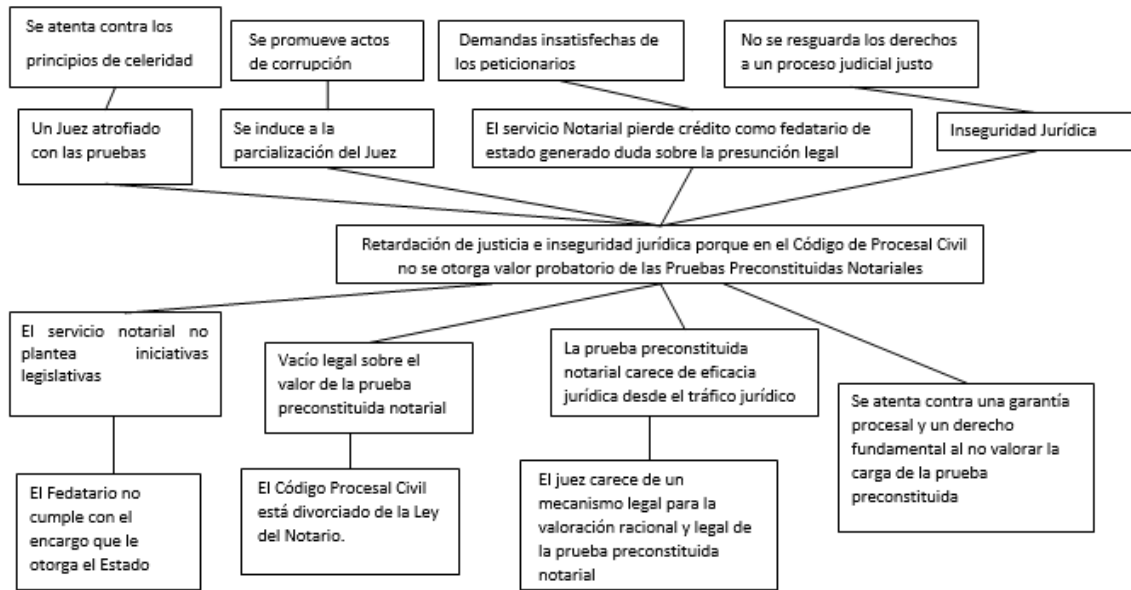 Se atenta contra los
principios de celeridad
Se promueve actos
de corrupción
Demandas insatisfechas de
los peticionarios
No se resguarda los derechos
a un proceso judicial justo
Un Juez atrofiado
con las pruebas
Se induce a la
parcialización del Juez
El servicio Notarial pierde crédito como fedatario de
estado generado duda sobre la presunción legal
Inseguridad Jurídica
Retardación de justicia e inseguridad jurídica porque en el Código de Procesal Civil
no se otorga valor probatorio de las Pruebas Preconstituidas Notariales
El servicio notarial no
plantea iniciativas
legislativas
Vacío legal sobre el
valor de la prueba
preconstituida notarial
La prueba preconstituida
notarial carece de eficacia
jurídica desde el tráfico jurídico
Se atenta contra una garantía
procesal y un derecho
fundamental al no valorar la
carga de la prueba
preconstituida
El Fedatario no
cumple con el
encargo que le
otorga el Estado
El Código Procesal Civil
está divorciado de la Ley
del Notario.
El juez carece de un
mecanismo legal para la
valoración racional y legal de
la prueba preconstituida
notarial